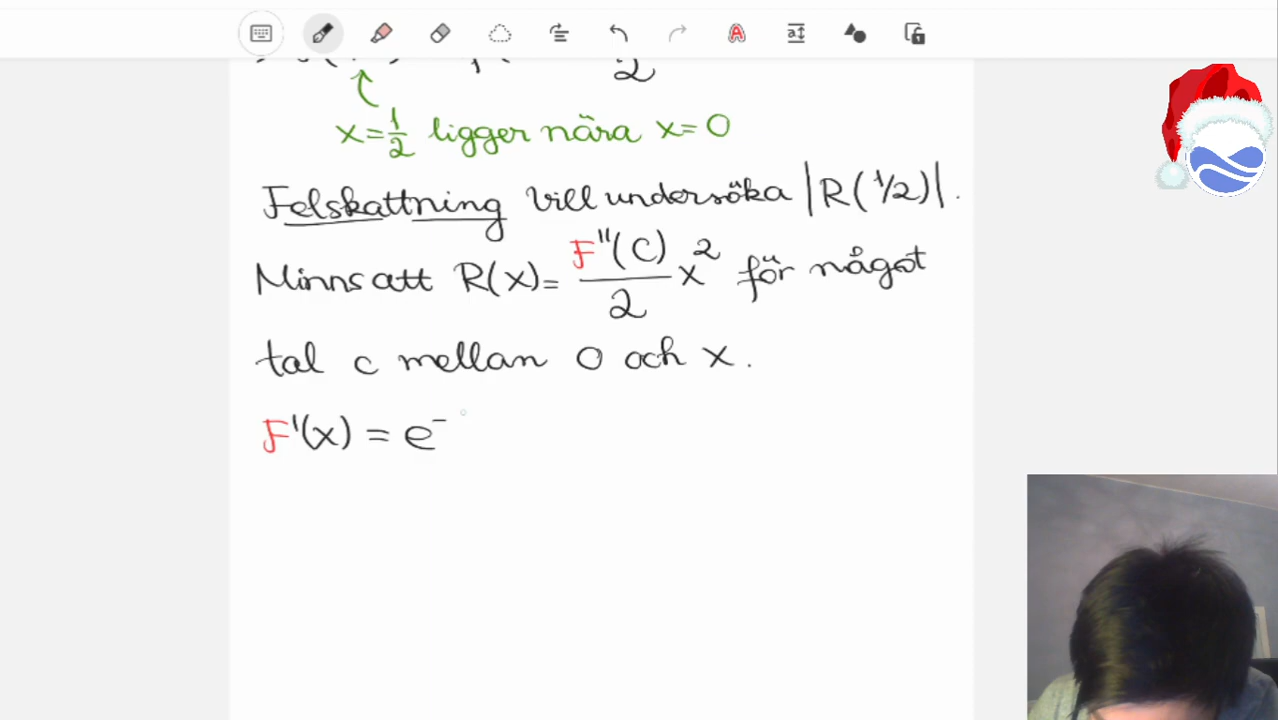 2
x = 1/2 ligger nära x = 0
Felskattning vill undersöka |R(1/2)|.
Minns att R(x) = F''(c)/2 x² för något
tal c mellan 0 och x.
F'(x) = e⁻